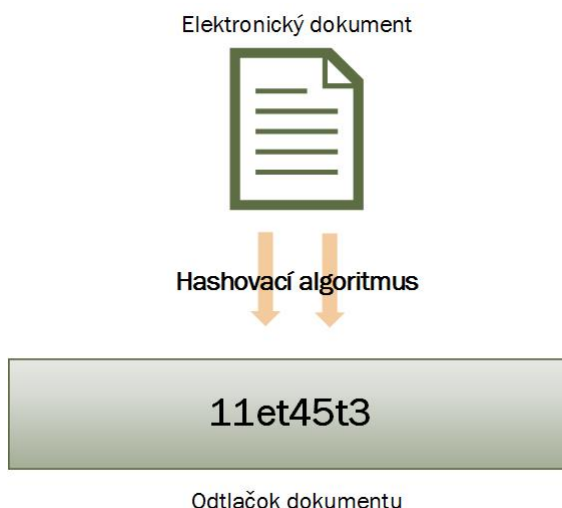 Elektronický dokument
Hashovací algoritmus
11et45t3
Odtlačok dokumentu